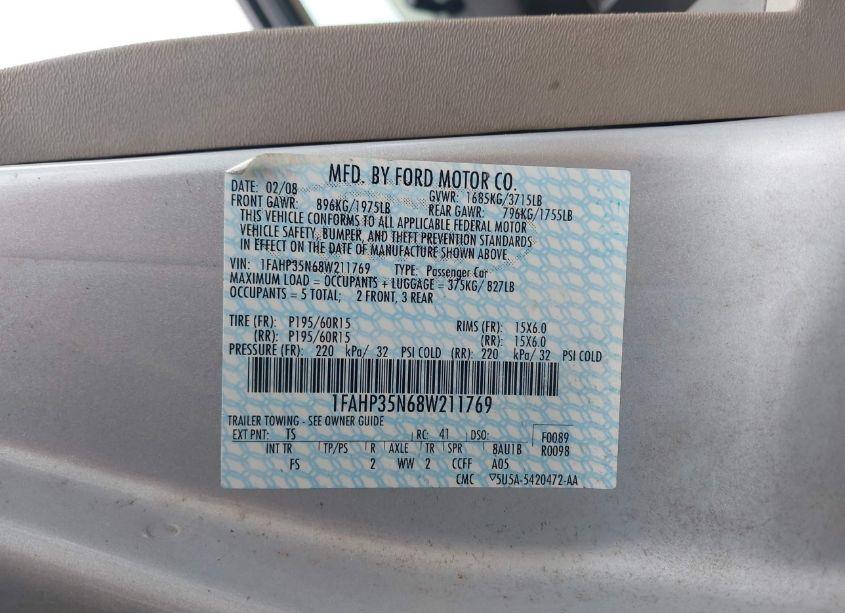 MFD. BY FORD MOTOR CO.
DATE: 02/08 GVWR: 1685KG/3715LB
FRONT GAWR: 896KG/1975LB REAR GAWR: 796KG/1755LB
THIS VEHICLE CONFORMS TO ALL APPLICABLE FEDERAL MOTOR
VEHICLE SAFETY, BUMPER, AND THEFT PREVENTION STANDARDS
IN EFFECT ON THE DATE OF MANUFACTURE SHOWN ABOVE.
VIN: 1FAHP35N68W211769 TYPE: Passenger Car
MAXIMUM LOAD = OCCUPANTS + LUGGAGE = 375KG/ 827LB
OCCUPANTS = 5 TOTAL; 2 FRONT, 3 REAR
TIRE (FR): P195/60R15 RIMS (FR): 15X6.0
(RR): P195/60R15 (RR): 15X6.0
PRESSURE (FR): 220 kPa/ 32 PSI COLD (RR): 220 kPa/ 32 PSI COLD
1FAHP35N68W211769
TRAILER TOWING - SEE OWNER GUIDE
EXT PNT: TS RC: 41 DSO: F0089
INT TR TP/PS R AXLE TR SPR 8AU1B R0098
FS 2 WW 2 CCFF A05
CMC ▽5U5A-5420472-AA